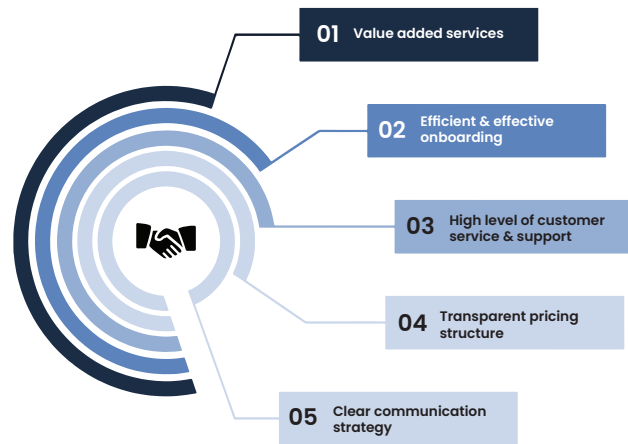 01 Value added services
02 Efficient & effective
onboarding
03 High level of customer
service & support
04 Transparent pricing
structure
05 Clear communication
strategy